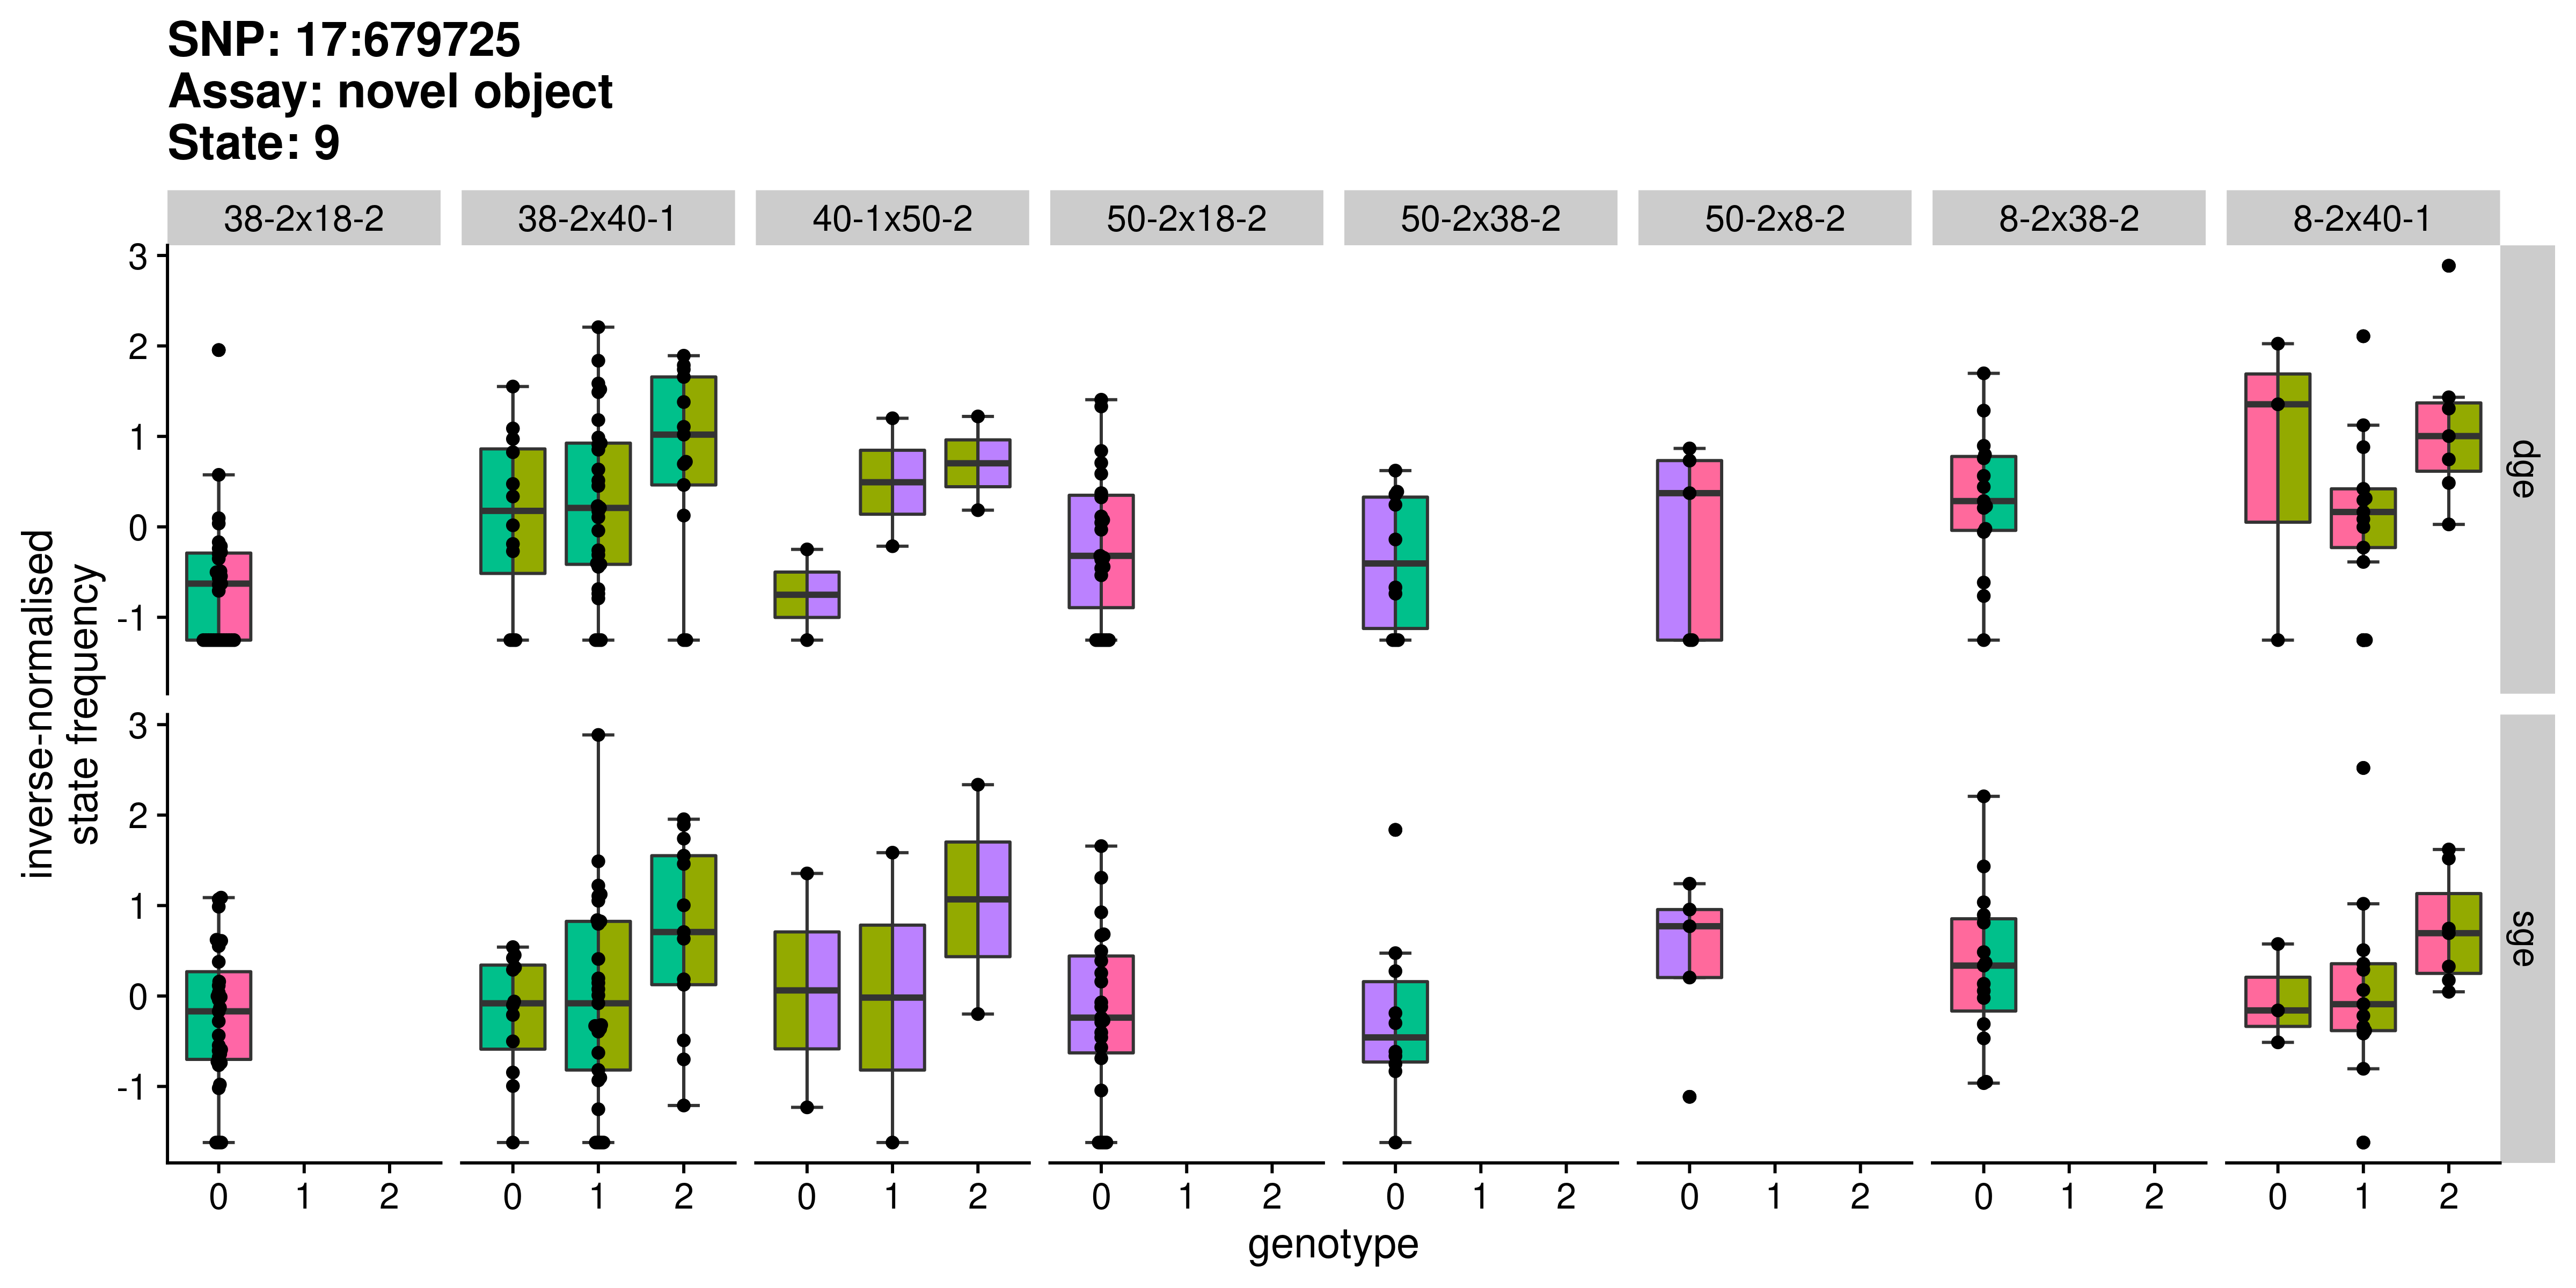 SNP: 17:679725
Assay: novel object
State: 9
38-2x18-2
38-2x40-1
40-1x50-2
50-2x18-2
50-2x38-2
50-2x8-2
8-2x38-2
8-2x40-1
3
2
1
0
-1
dge
3
2
1
0
-1
sge
inverse-normalised
state frequency
0 1 2
0 1 2
0 1 2
0 1 2
0 1 2
0 1 2
0 1 2
0 1 2
genotype